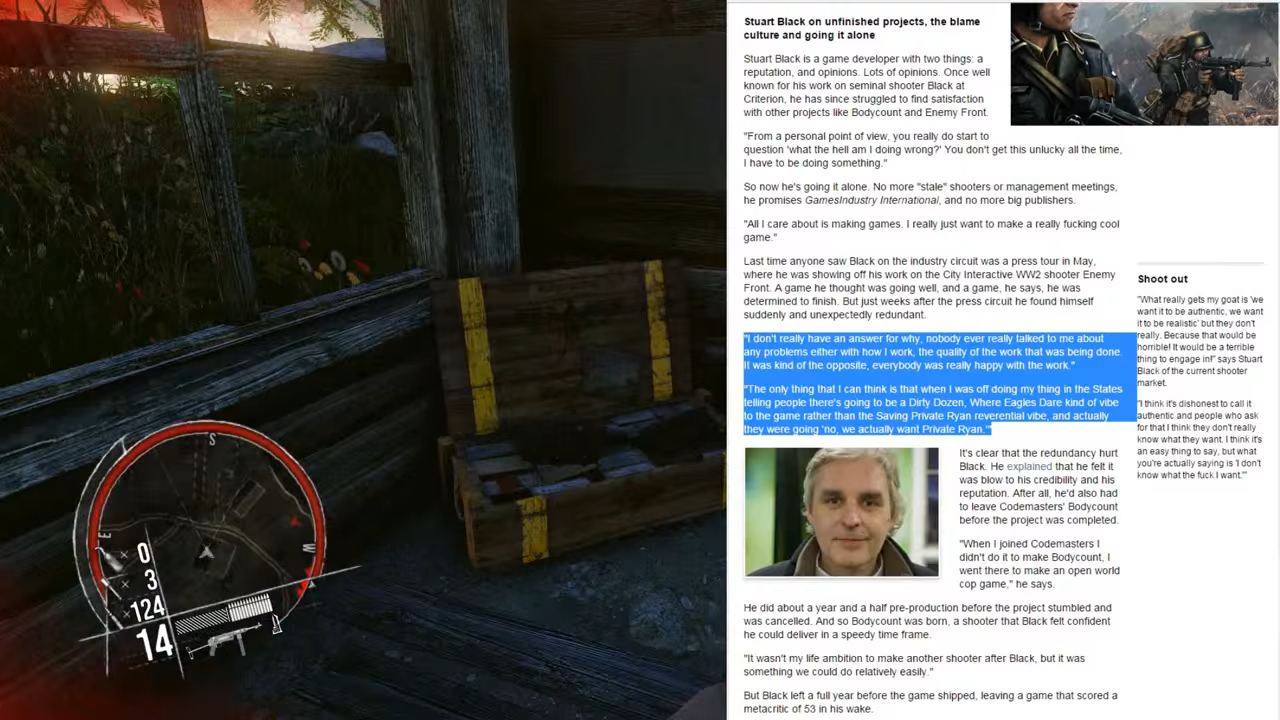 S
E
W
0
3
124
14
Stuart Black on unfinished projects, the blame
culture and going it alone
Stuart Black is a game developer with two things: a
reputation, and opinions. Lots of opinions. Once well
known for his work on seminal shooter Black at
Criterion, he has since struggled to find satisfaction
with other projects like Bodycount and Enemy Front.
"From a personal point of view, you really do start to
question 'what the hell am I doing wrong?' You don't get this unlucky all the time,
I have to be doing something."
So now he's going it alone. No more "stale" shooters or management meetings,
he promises GamesIndustry International, and no more big publishers.
"All I care about is making games. I really just want to make a really fucking cool
game."
Last time anyone saw Black on the industry circuit was a press tour in May,
where he was showing off his work on the City Interactive WW2 shooter Enemy
Front. A game he thought was going well, and a game, he says, he was
determined to finish. But just weeks after the press circuit he found himself
suddenly and unexpectedly redundant.
"I don't really have an answer for why, nobody ever really talked to me about
any problems either with how I work, the quality of the work that was being done.
It was kind of the opposite, everybody was really happy with the work."
"The only thing that I can think is that when I was off doing my thing in the States
telling people there's going to be a Dirty Dozen, Where Eagles Dare kind of vibe
to the game rather than the Saving Private Ryan reverential vibe, and actually
they were going 'no, we actually want Private Ryan.'"
It's clear that the redundancy hurt
Black. He explained that he felt it
was blow to his credibility and his
reputation. After all, he'd also had
to leave Codemasters' Bodycount
before the project was completed.
"When I joined Codemasters I
didn't do it to make Bodycount, I
went there to make an open world
cop game," he says.
He did about a year and a half pre-production before the project stumbled and
was cancelled. And so Bodycount was born, a shooter that Black felt confident
he could deliver in a speedy time frame.
"It wasn't my life ambition to make another shooter after Black, but it was
something we could do relatively easily."
But Black left a full year before the game shipped, leaving a game that scored a
metacritic of 53 in his wake.
Shoot out
"What really gets my goat is 'we
want it to be authentic, we want
it to be realistic' but they don't
really. Because that would be
horrible! It would be a terrible
thing to engage in!" says Stuart
Black of the current shooter
market.
"I think it's dishonest to call it
authentic and people who ask
for that I think they don't really
know what they want. I think it's
an easy thing to say, but what
you're actually saying is 'I don't
know what the fuck I want.'"